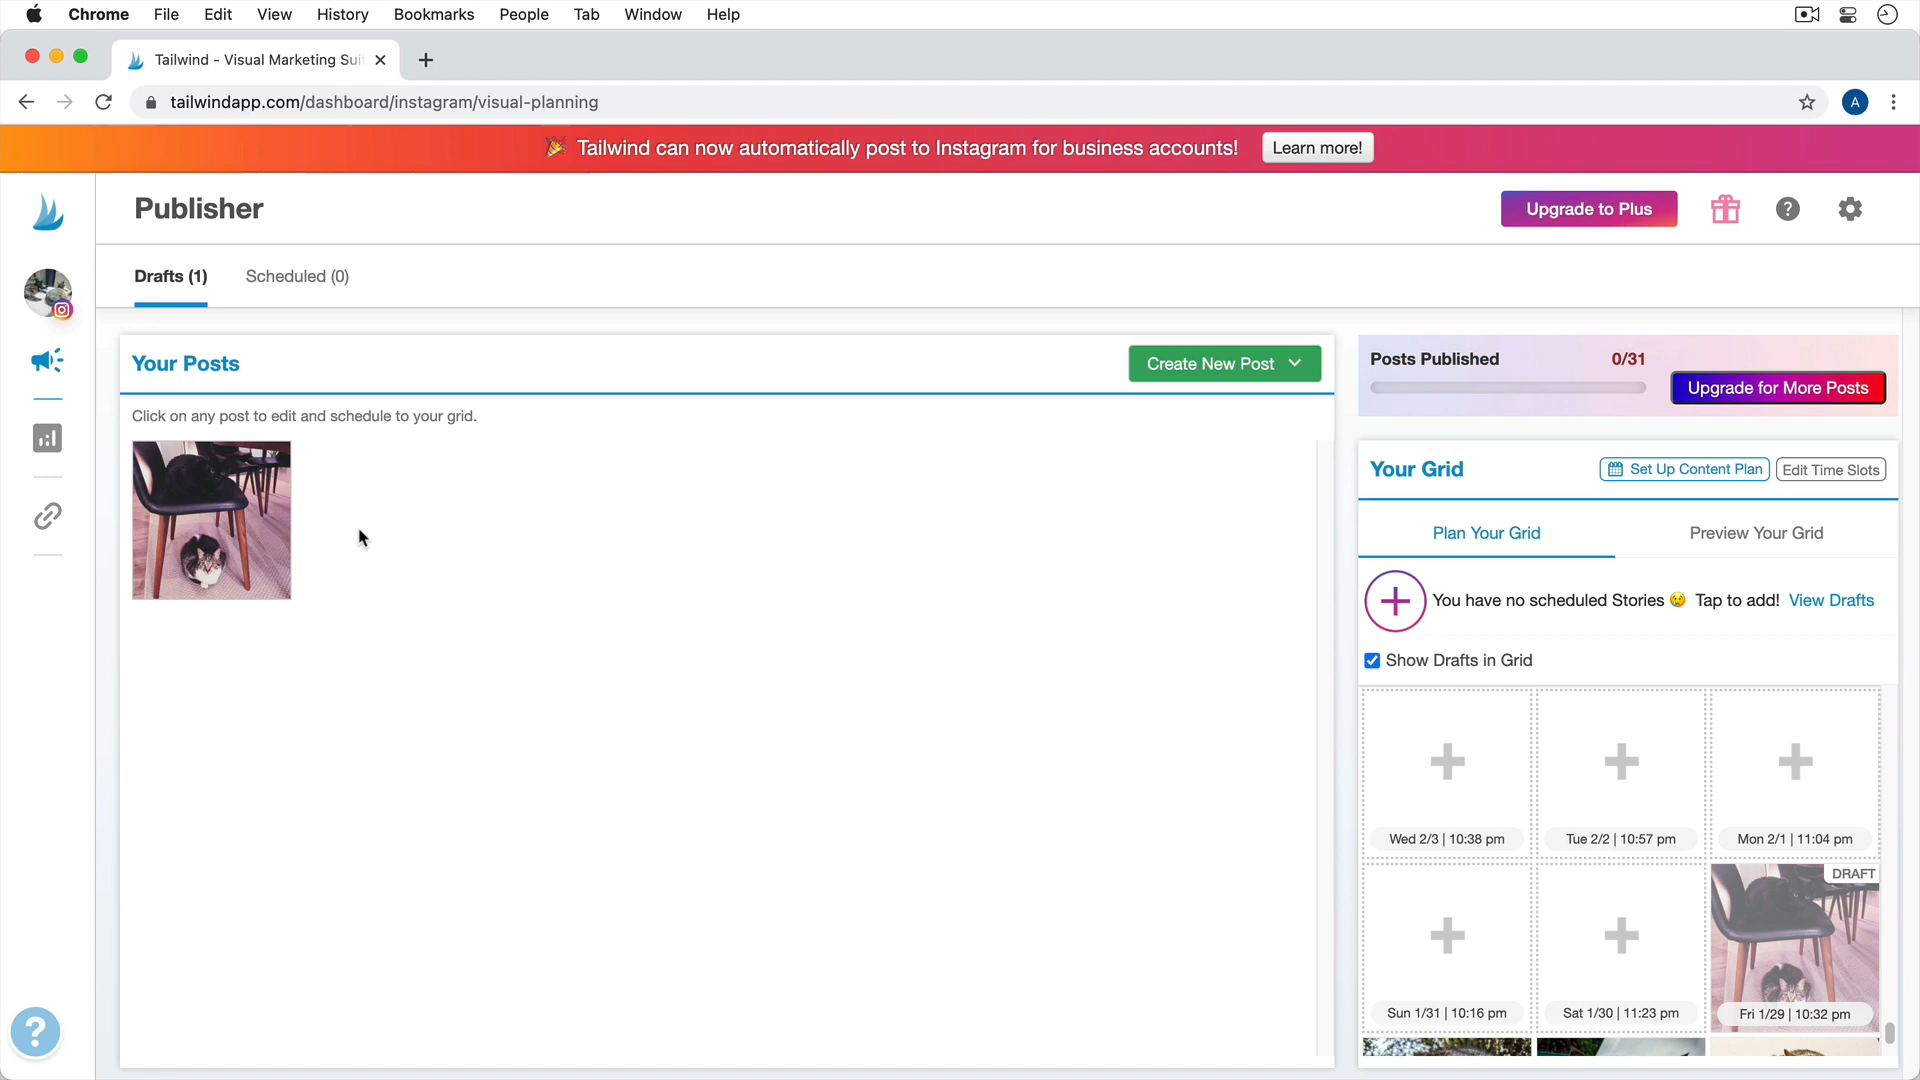 Chrome File Edit View History Bookmarks People Tab Window Help
Tailwind - Visual Marketing Sui
tailwindapp.com/dashboard/instagram/visual-planning
A
🎉 Tailwind can now automatically post to Instagram for business accounts! Learn more!
Publisher
Upgrade to Plus
Drafts (1) Scheduled (0)
Your Posts
Create New Post
Click on any post to edit and schedule to your grid.
Posts Published 0/31
Upgrade for More Posts
Your Grid
Set Up Content Plan
Edit Time Slots
Plan Your Grid Preview Your Grid
You have no scheduled Stories 😢 Tap to add! View Drafts
Show Drafts in Grid
Wed 2/3 | 10:38 pm Tue 2/2 | 10:57 pm Mon 2/1 | 11:04 pm
DRAFT
Sun 1/31 | 10:16 pm Sat 1/30 | 11:23 pm Fri 1/29 | 10:32 pm
?